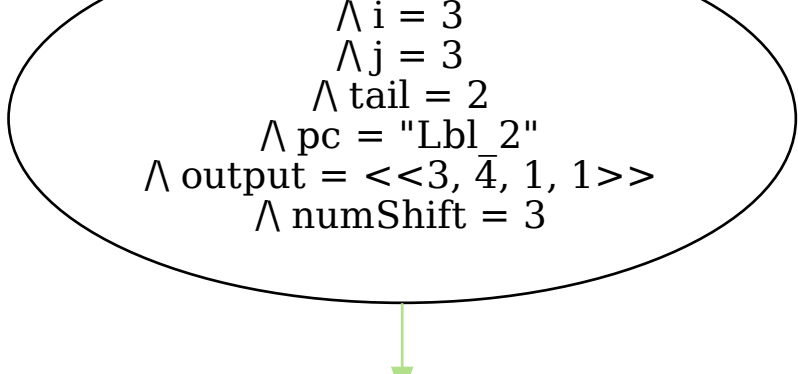 /\ i = 3
/\ j = 3
/\ tail = 2
/\ pc = "Lbl_2"
/\ output = <<3, 4, 1, 1>>
/\ numShift = 3